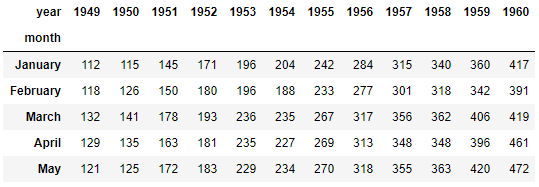 year 1949 1950 1951 1952 1953 1954 1955 1956 1957 1958 1959 1960
month
January 112 115 145 171 196 204 242 284 315 340 360 417
February 118 126 150 180 196 188 233 277 301 318 342 391
March 132 141 178 193 236 235 267 317 356 362 406 419
April 129 135 163 181 235 227 269 313 348 348 396 461
May 121 125 172 183 229 234 270 318 355 363 420 472